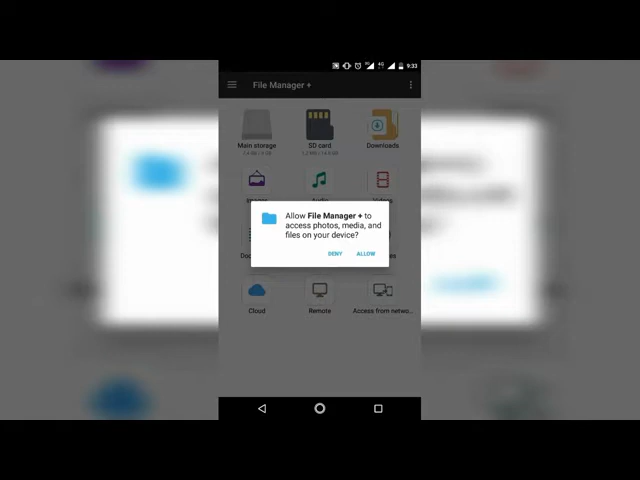 9:33
File Manager +
Main storage
SD card
Downloads
Allow File Manager + to
access photos, media, and
files on your device?
DENY
ALLOW
Cloud
Remote
Access from netwo...